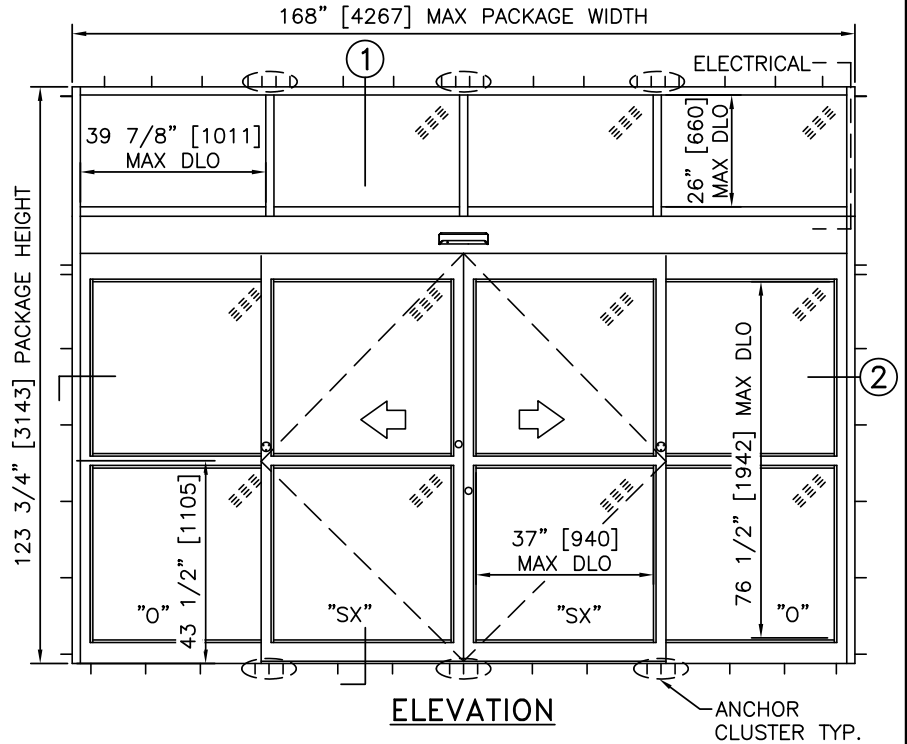 168" [4267] MAX PACKAGE WIDTH
1
ELECTRICAL
39 7/8" [1011]
MAX DLO
26" [660]
MAX DLO
123 3/4" [3143] PACKAGE HEIGHT
2
76 1/2" [1942] MAX DLO
43 1/2" [1105]
37" [940]
MAX DLO
"O"
"SX"
"SX"
"O"
ELEVATION
ANCHOR
CLUSTER TYP.